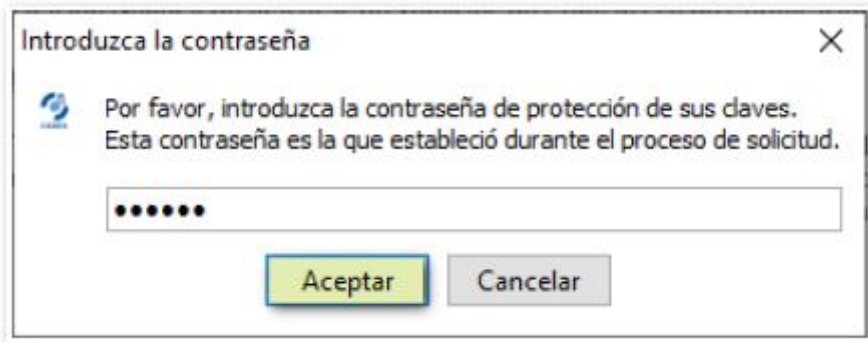 Introduzca la contraseña
Por favor, introduzca la contraseña de protección de sus claves.
Esta contraseña es la que estableció durante el proceso de solicitud.
••••••
Aceptar
Cancelar